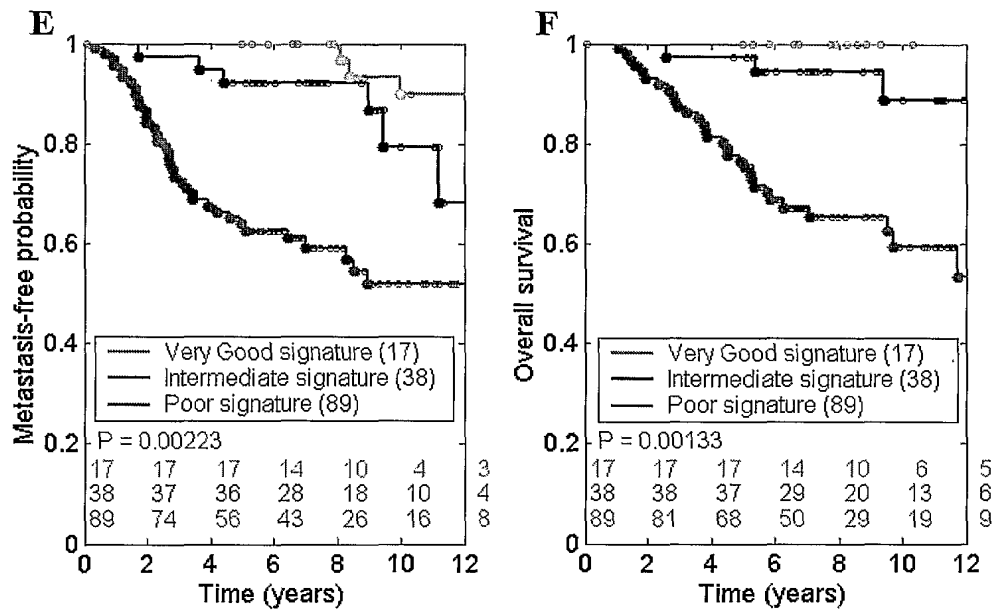 E
Metastasis-free probability
1
0.8
0.6
0.4
0.2
0
Very Good signature (17)
Intermediate signature (38)
Poor signature (89)
P = 0.00223
17 17 17 14 10 4 3
38 37 36 28 18 10 4
89 74 56 43 26 16 8
0 2 4 6 8 10 12
Time (years)
F
Overall survival
1
0.8
0.6
0.4
0.2
0
Very Good signature (17)
Intermediate signature (38)
Poor signature (89)
P = 0.00133
17 17 17 14 10 6 5
38 38 37 29 20 13 6
89 81 68 50 29 19 9
0 2 4 6 8 10 12
Time (years)